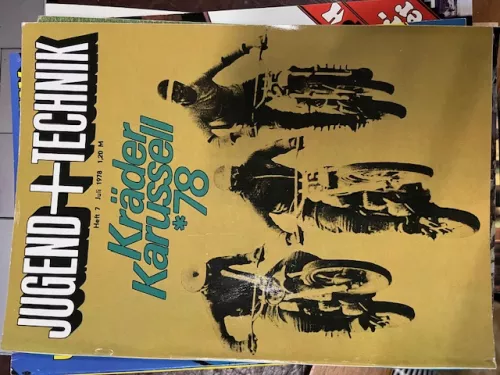 JUGEND+TECHNIK
Heft 7 Juli 1978 1,20 M
Kräder
Karussell
*78